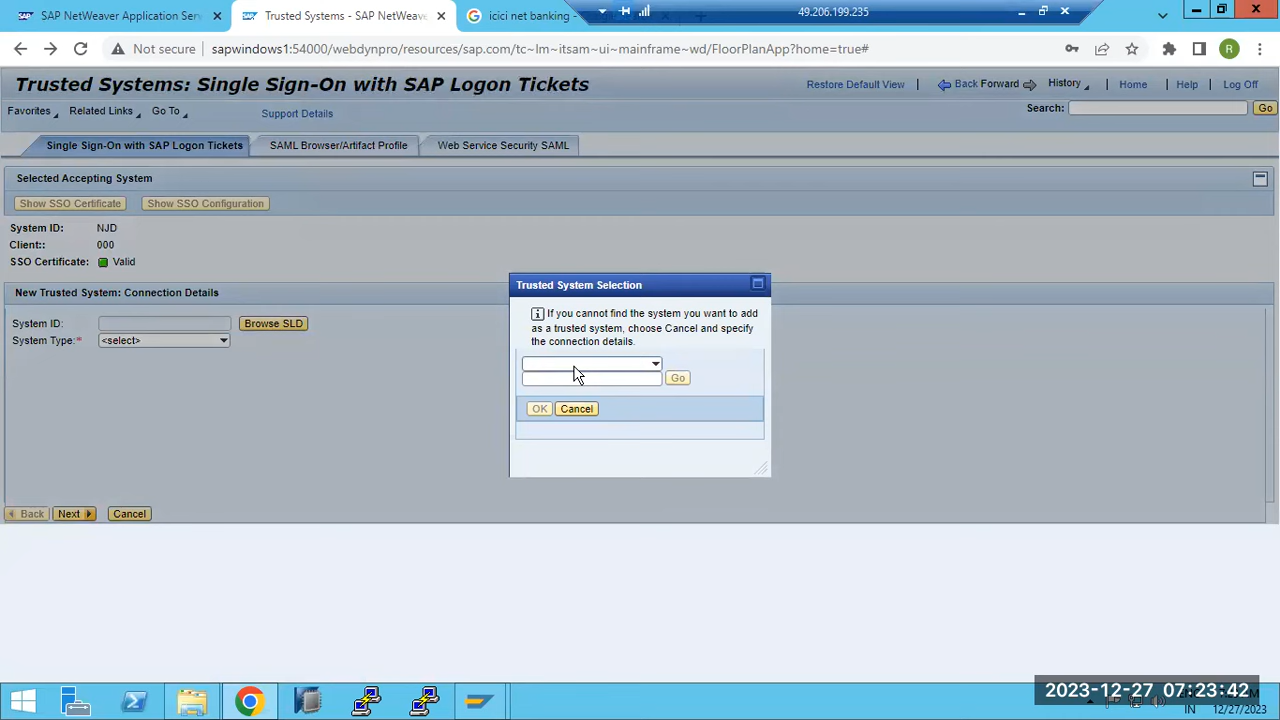 SAP NetWeaver Application Serve
Trusted Systems - SAP NetWeave
icici net banking -
49.206.199.235
Not secure
sapwindows1:54000/webdynpro/resources/sap.com/tc~lm~itsam~ui~mainframe~wd/FloorPlanApp?home=true#
R
Trusted Systems: Single Sign-On with SAP Logon Tickets
Restore Default View
Back Forward
History
Home
Help
Log Off
Favorites
Related Links
Go To
Support Details
Search:
Go
Single Sign-On with SAP Logon Tickets
SAML Browser/Artifact Profile
Web Service Security SAML
Selected Accepting System
Show SSO Certificate
Show SSO Configuration
System ID: NJD
Client:: 000
SSO Certificate: Valid
New Trusted System: Connection Details
System ID:
Browse SLD
System Type:* <select>
Trusted System Selection
If you cannot find the system you want to add
as a trusted system, choose Cancel and specify
the connection details.
Go
OK
Cancel
Back
Next
Cancel
2023-12-27 07:23:42
IN
12/27/2023